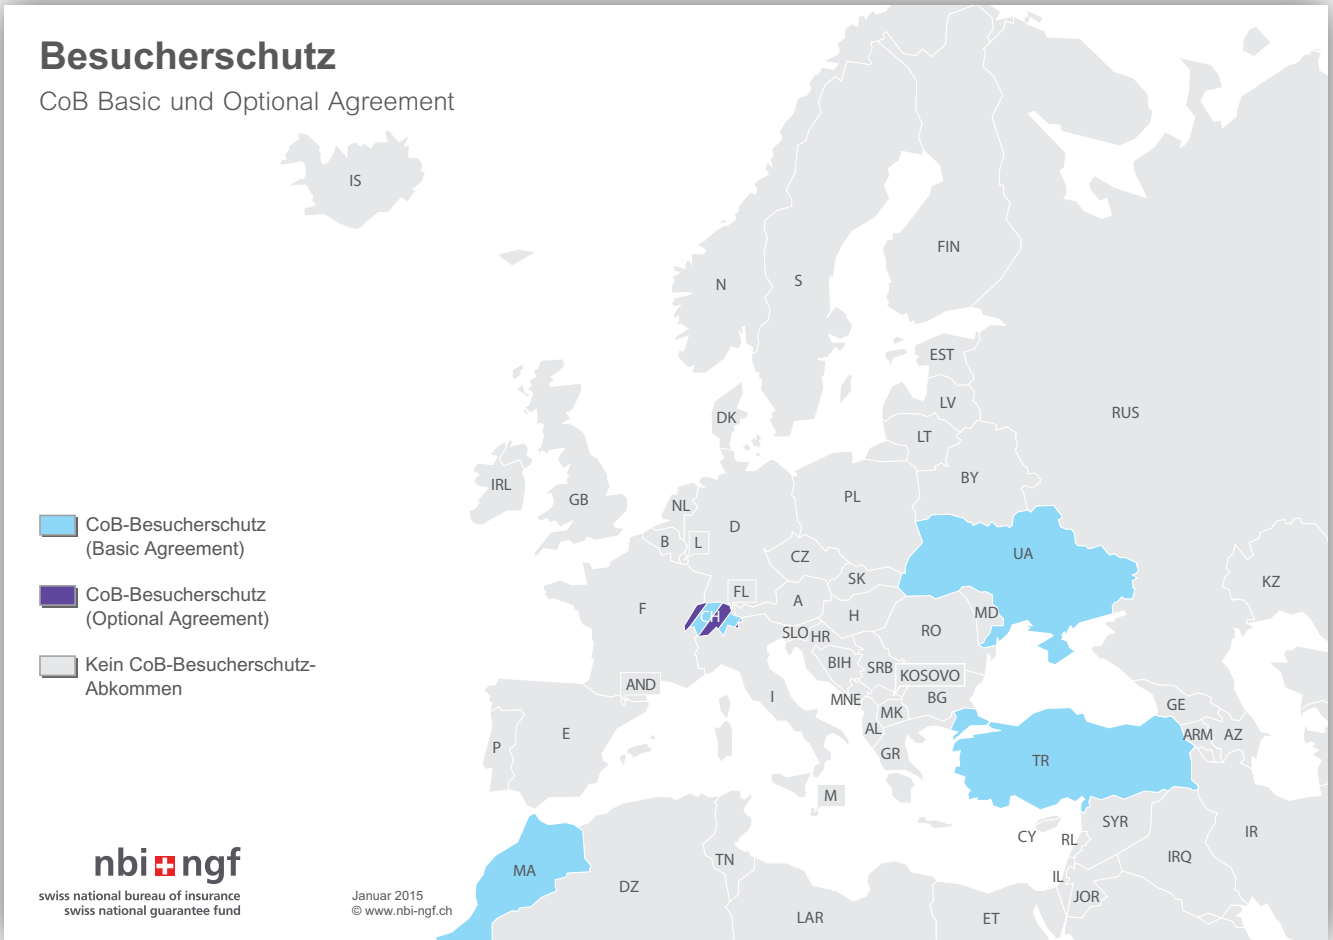 Besucherschutz
CoB Basic und Optional Agreement
IS
FIN
N
S
EST
LV
RUS
DK
LT
BY
IRL
GB
NL
PL
D
B
L
CoB-Besucherschutz
(Basic Agreement)
UA
CZ
SK
KZ
FL
CoB-Besucherschutz
(Optional Agreement)
F
CH
A
H
MD
RO
SLO
HR
Kein CoB-Besucherschutz-
Abkommen
BIH
SRB
KOSOVO
AND
I
MNE
BG
MK
GE
P
E
AL
ARM
AZ
GR
TR
M
SYR
CY
RL
IR
nbi ngf
swiss national bureau of insurance
swiss national guarantee fund
MA
TN
IRQ
DZ
IL
JOR
Januar 2015
© www.nbi-ngf.ch
LAR
ET